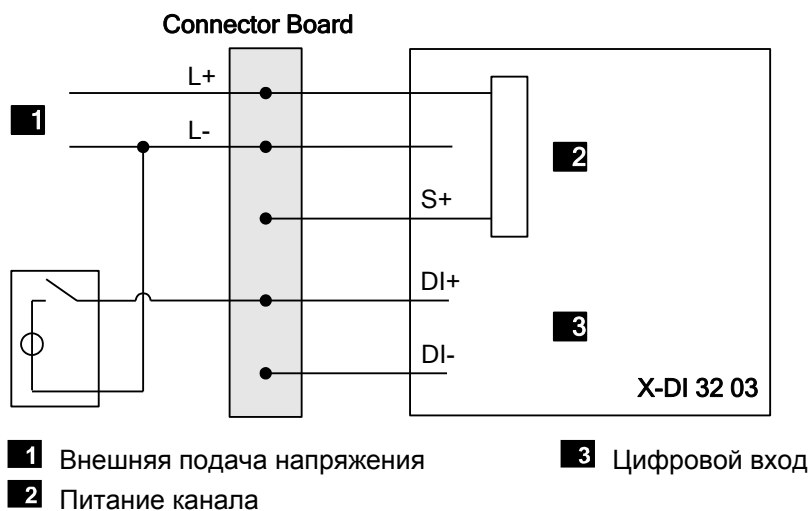 Connector Board
L+
1
L-
2
S+
DI+
3
DI-
X-DI 32 03
1 Внешняя подача напряжения
3 Цифровой вход
2 Питание канала